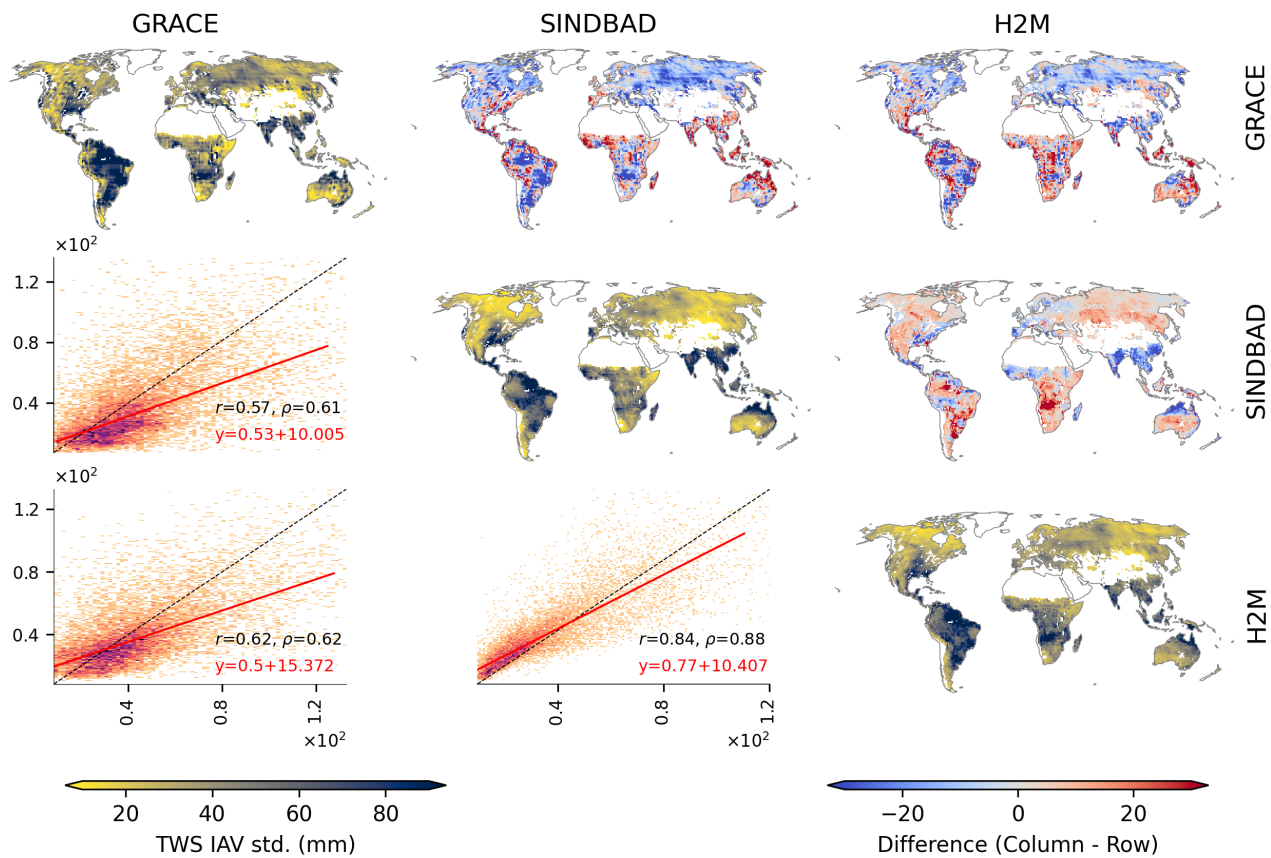 GRACE
SINDBAD
H2M
GRACE
×10²
1.2
0.8
0.4
r=0.57, ρ=0.61
y=0.53+10.005
SINDBAD
×10²
1.2
0.8
0.4
r=0.62, ρ=0.62
y=0.5+15.372
r=0.84, ρ=0.88
y=0.77+10.407
H2M
0.4
0.8
1.2
×10²
0.4
0.8
1.2
×10²
20
40
60
80
TWS IAV std. (mm)
−20
0
20
Difference (Column - Row)